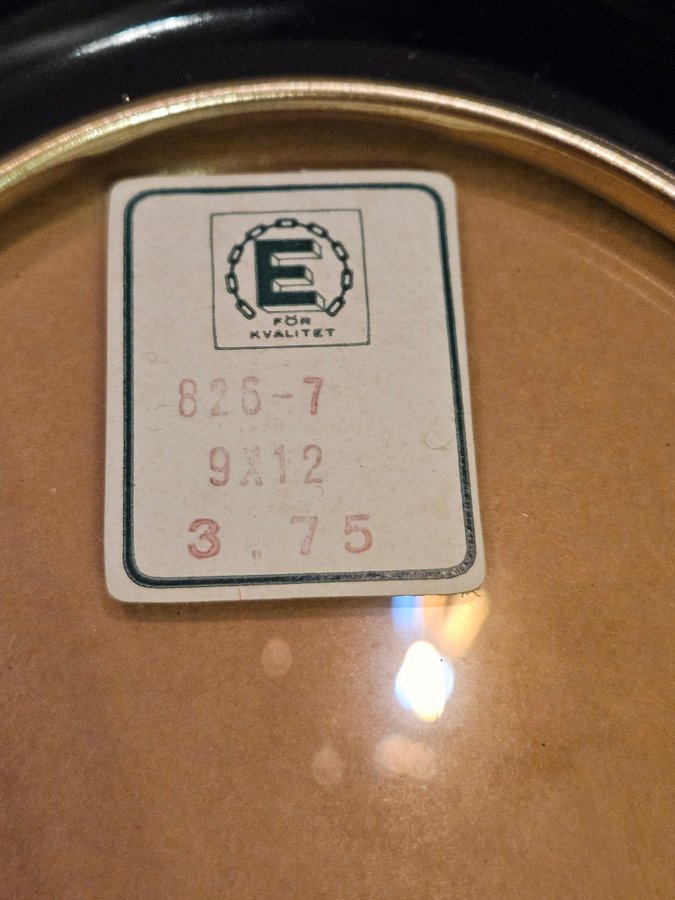 E
FÖR
KVALITET
826-7
9X12
3.75